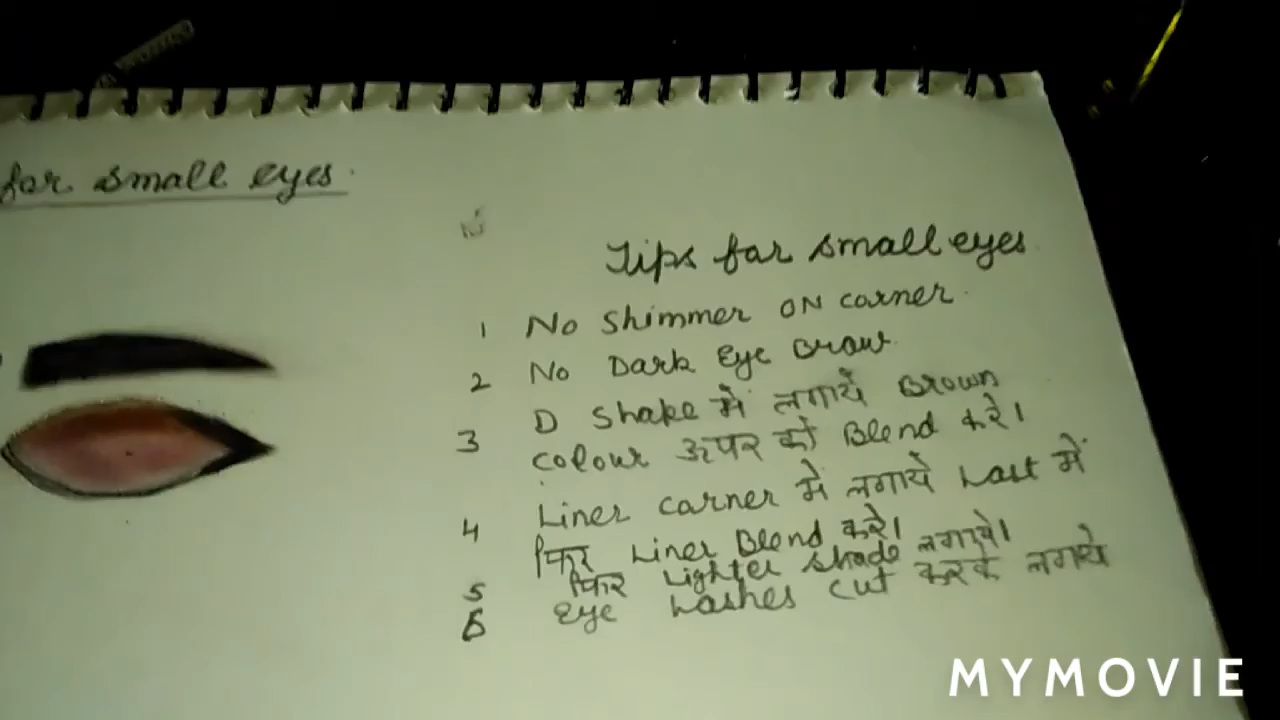 for small eyes
Tips for small eyes
1 No Shimmer ON corner
2 No Dark Eye Brow
3 D Shape में लगायें Brown
colour ऊपर को Blend करे।
4 Liner corner में लगायें Last में
फिर Liner Blend करे।
5 फिर Lighter Shade लगाये।
6 Eye Lashes cut करके लगाये
MYMOVIE